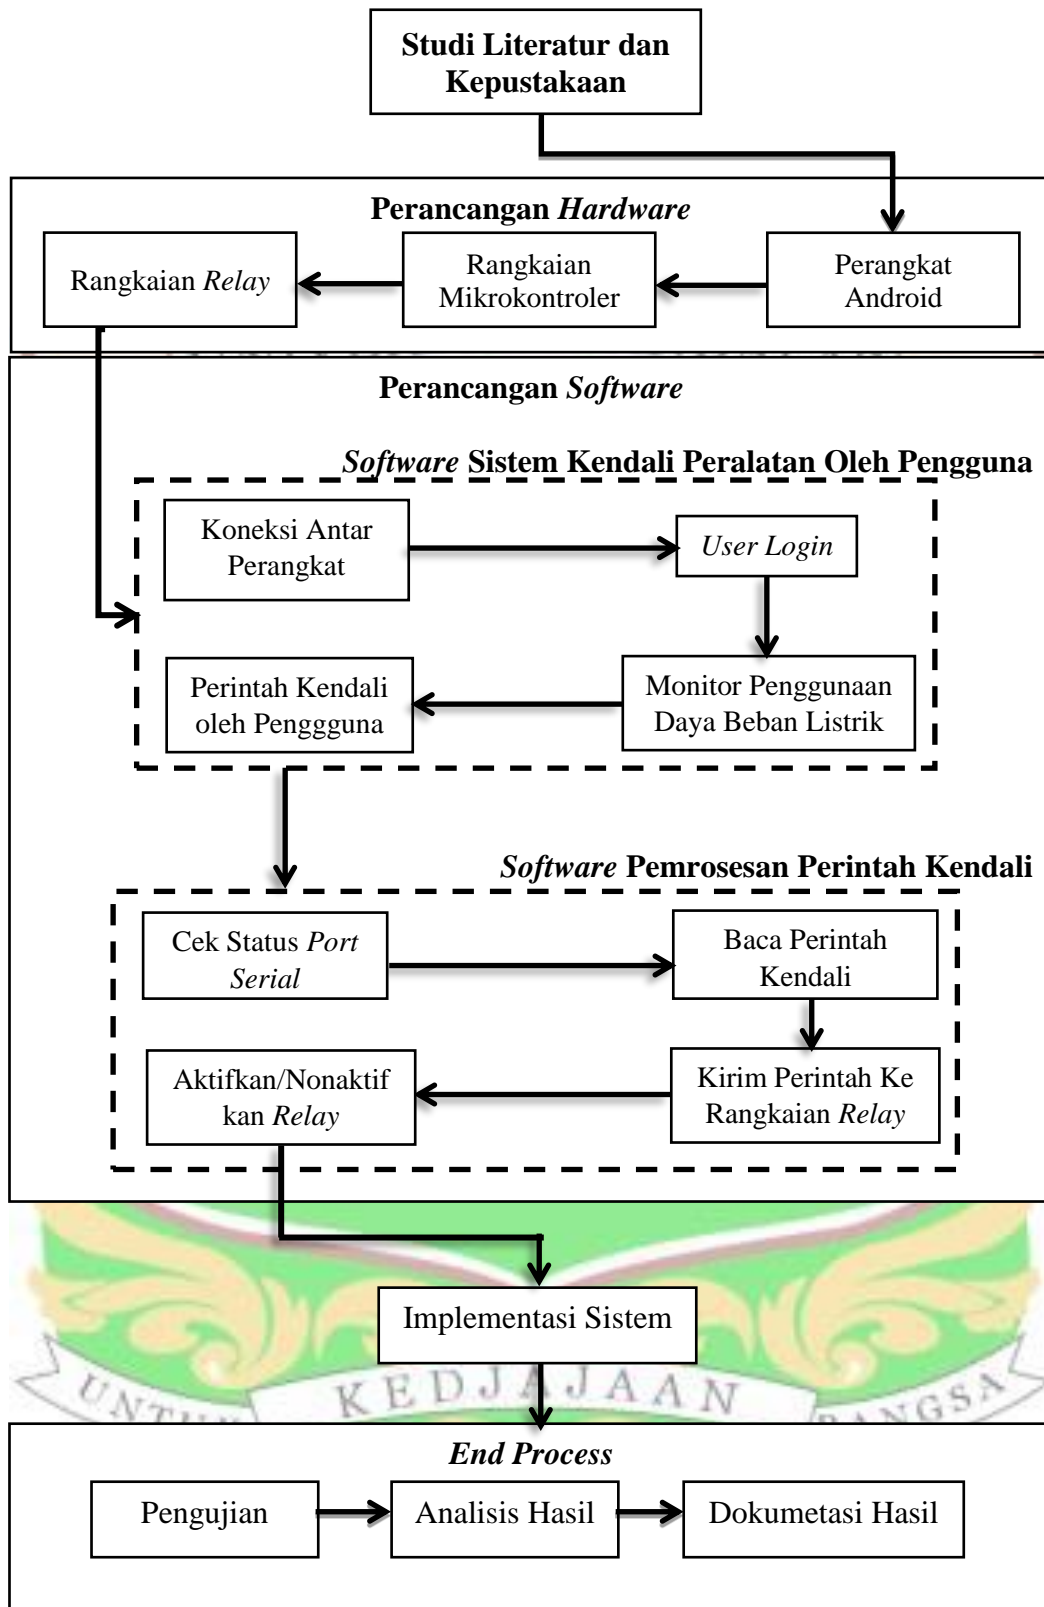 Studi Literatur dan
Kepustakaan
Perancangan Hardware
Rangkaian Relay
Rangkaian
Mikrokontroler
Perangkat
Android
Perancangan Software
Software Sistem Kendali Peralatan Oleh Pengguna
Koneksi Antar
Perangkat
User Login
Perintah Kendali
oleh Penggguna
Monitor Penggunaan
Daya Beban Listrik
Software Pemrosesan Perintah Kendali
Cek Status Port
Serial
Baca Perintah
Kendali
Aktifkan/Nonaktif
kan Relay
Kirim Perintah Ke
Rangkaian Relay
Implementasi Sistem
KEDJAJAAN
End Process
Pengujian
Analisis Hasil
Dokumetasi Hasil